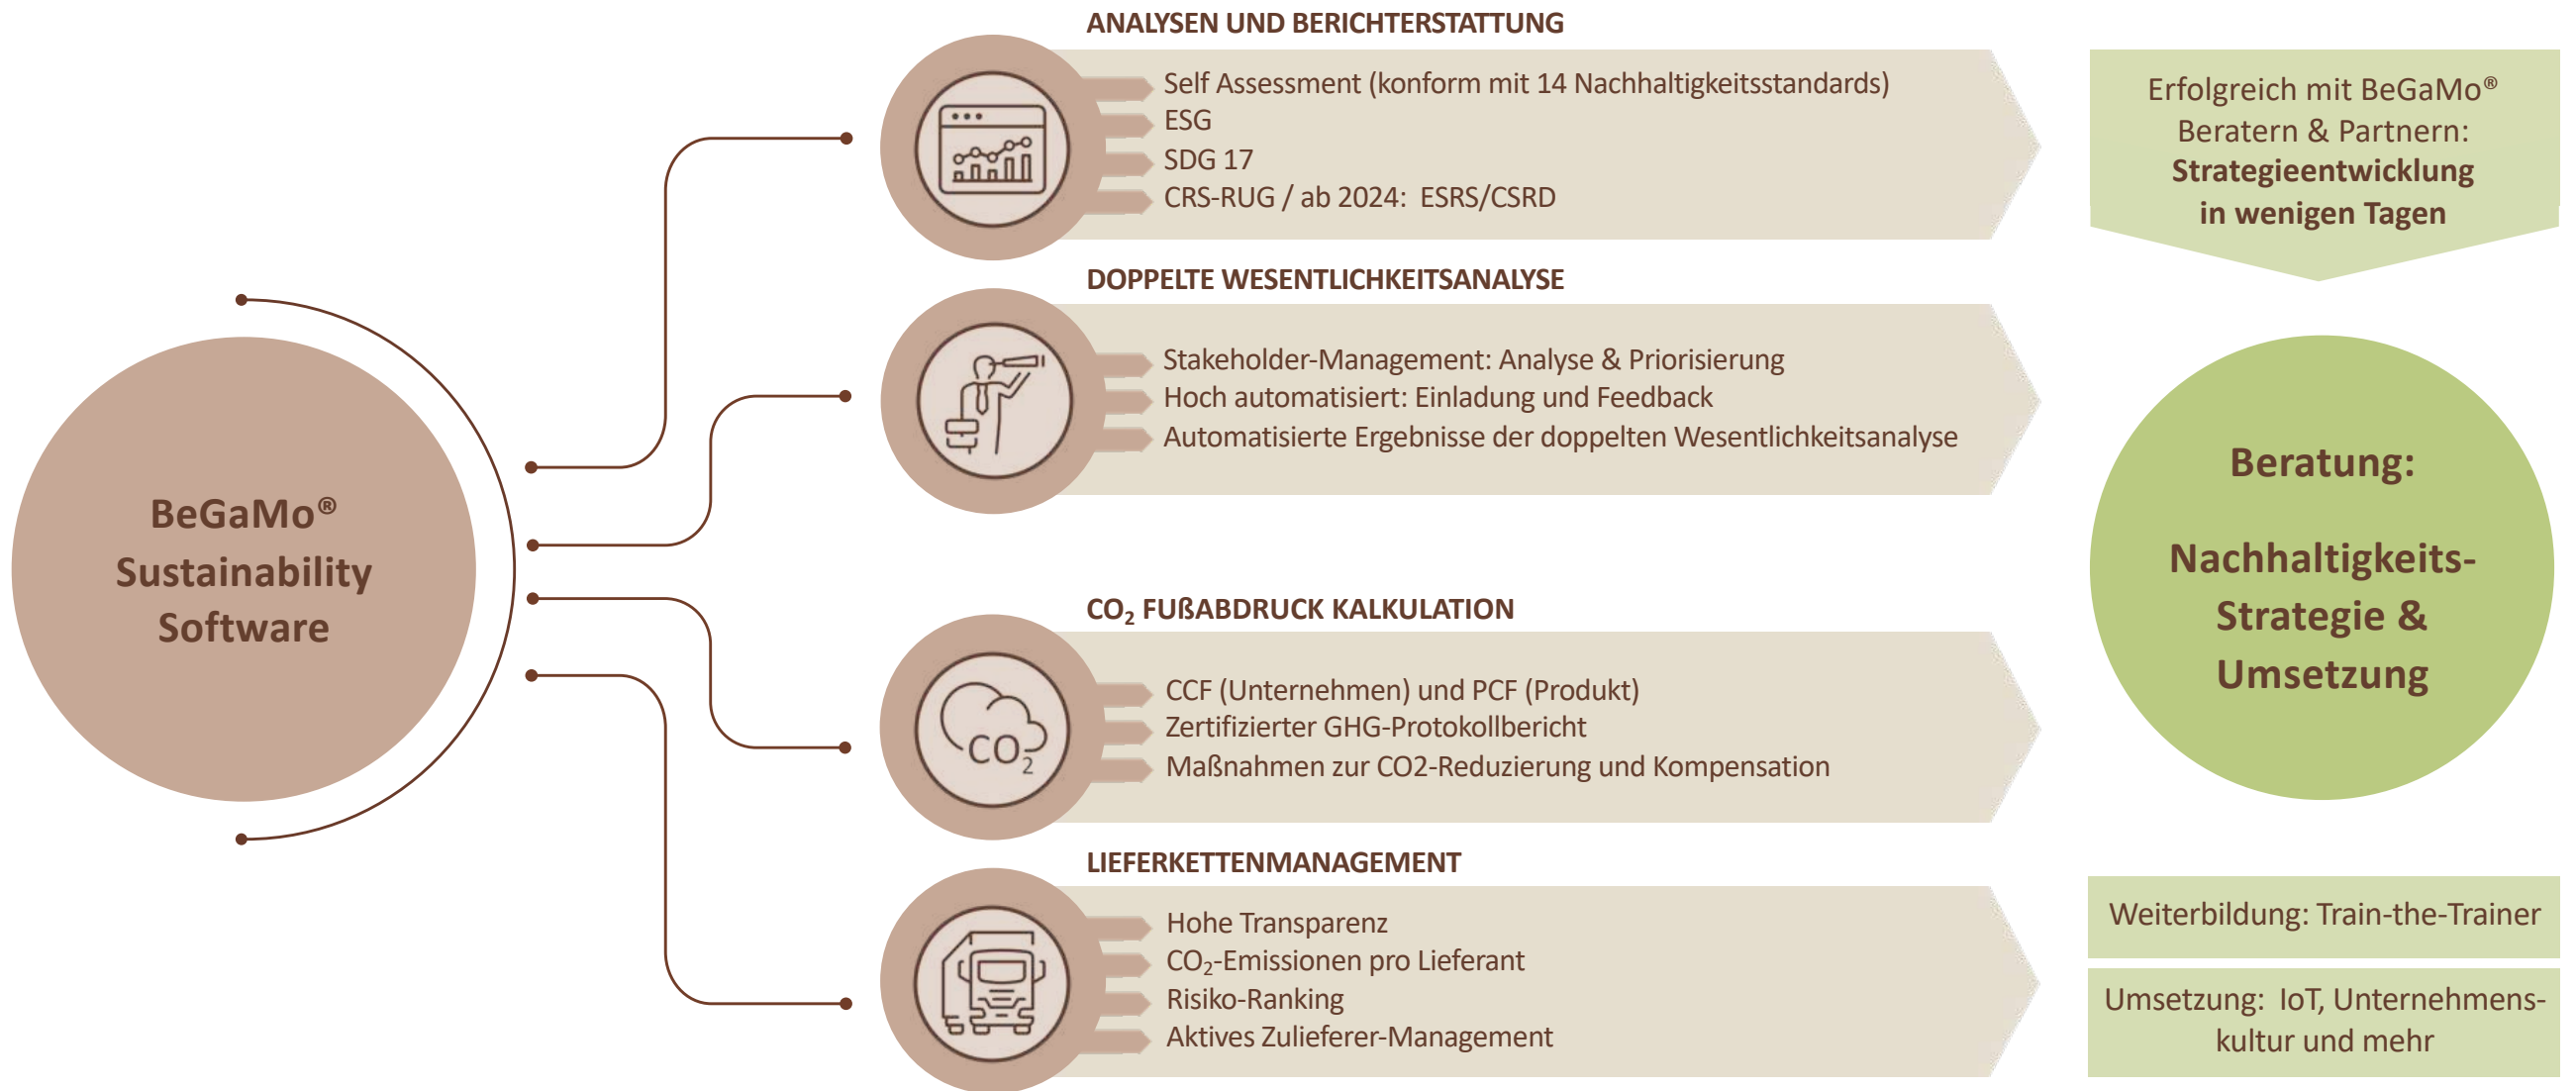 BeGaMo®
Sustainability
Software
ANALYSEN UND BERICHTERSTATTUNG
Self Assessment (konform mit 14 Nachhaltigkeitsstandards)
ESG
SDG 17
CRS-RUG / ab 2024: ESRS/CSRD
DOPPELTE WESENTLICHKEITSANALYSE
Stakeholder-Management: Analyse & Priorisierung
Hoch automatisiert: Einladung und Feedback
Automatisierte Ergebnisse der doppelten Wesentlichkeitsanalyse
CO₂ FUßABDRUCK KALKULATION
CO₂
CCF (Unternehmen) und PCF (Produkt)
Zertifizierter GHG-Protokollbericht
Maßnahmen zur CO2-Reduzierung und Kompensation
LIEFERKETTENMANAGEMENT
Hohe Transparenz
CO₂-Emissionen pro Lieferant
Risiko-Ranking
Aktives Zulieferer-Management
Erfolgreich mit BeGaMo®
Beratern & Partnern:
Strategieentwicklung
in wenigen Tagen
Beratung:
Nachhaltigkeits-
Strategie &
Umsetzung
Weiterbildung: Train-the-Trainer
Umsetzung: IoT, Unternehmens-
kultur und mehr